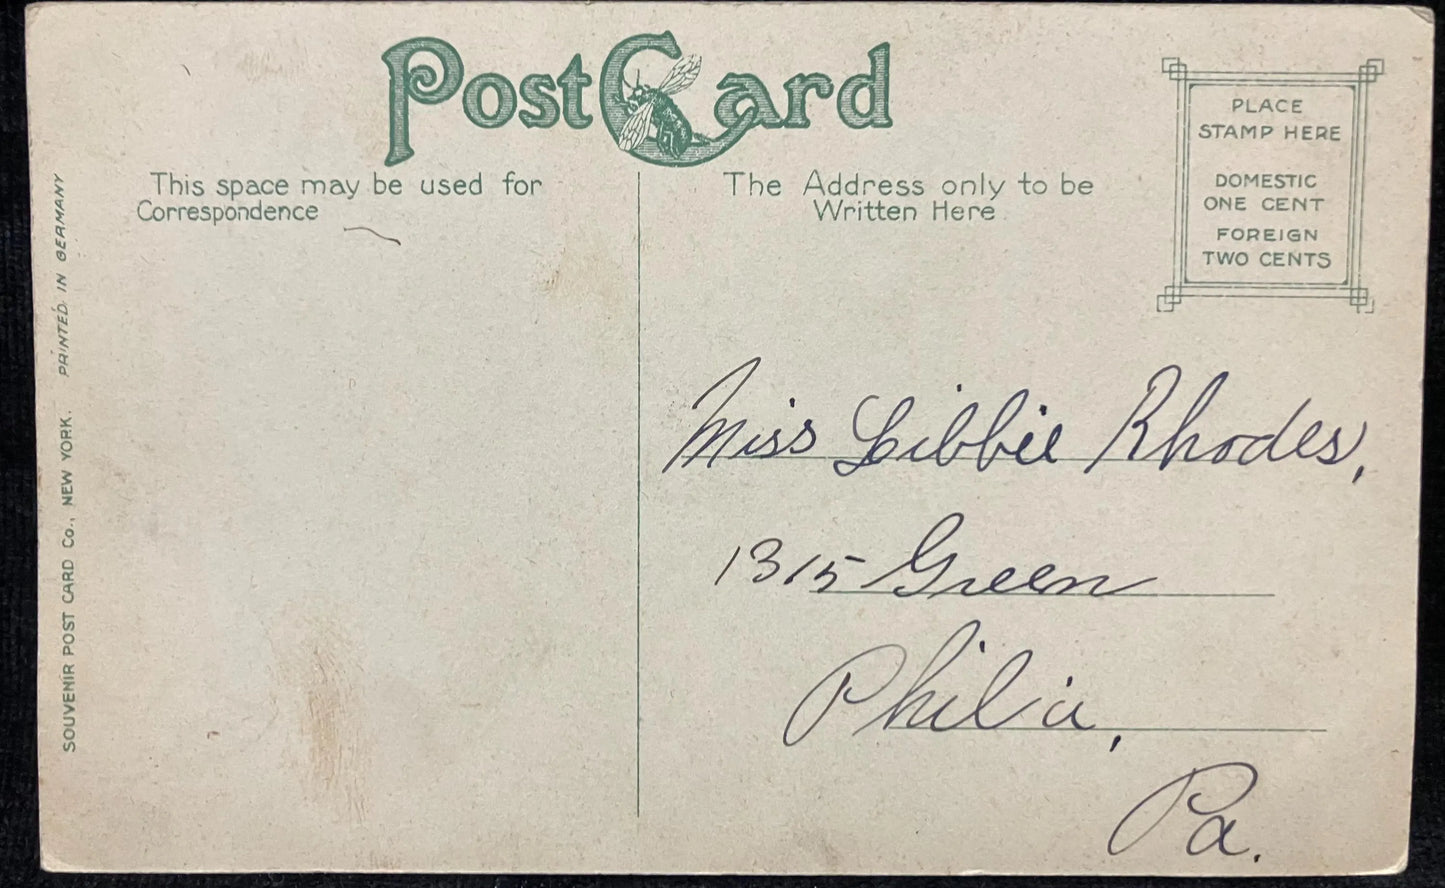 Post Card
This space may be used for
Correspondence
The Address only to be
Written Here.
PLACE
STAMP HERE
DOMESTIC
ONE CENT
FOREIGN
TWO CENTS
SOUVENIR POST CARD Co., NEW YORK. PRINTED IN GERMANY
Miss Libbie Rhodes,
1315 Green
Phil'a,
Pa.